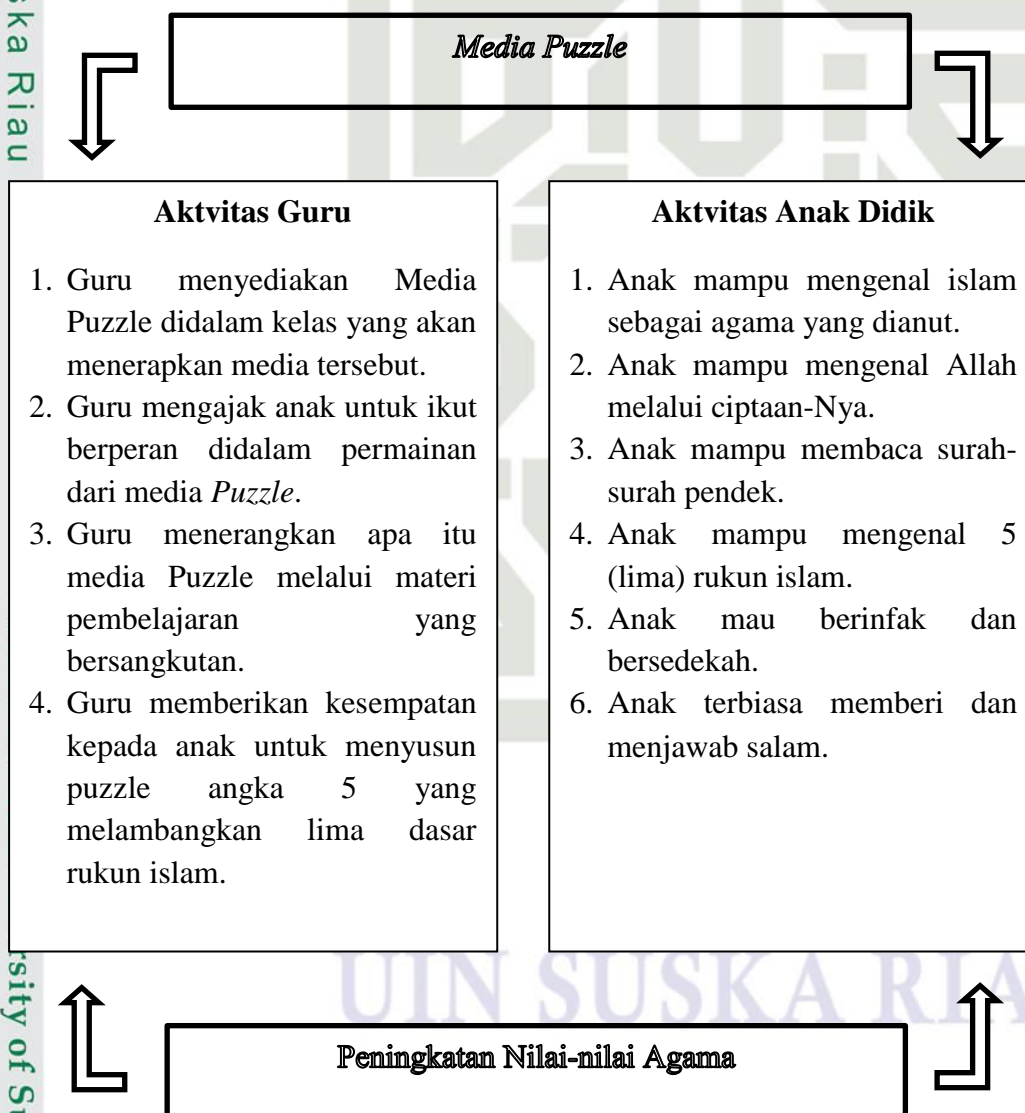 ska Riau
Media Puzzle
Aktvitas Guru
1. Guru menyediakan Media
Puzzle didalam kelas yang akan
menerapkan media tersebut.
2. Guru mengajak anak untuk ikut
berperan didalam permainan
dari media Puzzle.
3. Guru menerangkan apa itu
media Puzzle melalui materi
pembelajaran yang
bersangkutan.
4. Guru memberikan kesempatan
kepada anak untuk menyusun
puzzle angka 5 yang
melambangkan lima dasar
rukun islam.
Aktvitas Anak Didik
1. Anak mampu mengenal islam
sebagai agama yang dianut.
2. Anak mampu mengenal Allah
melalui ciptaan-Nya.
3. Anak mampu membaca surah-
surah pendek.
4. Anak mampu mengenal 5
(lima) rukun islam.
5. Anak mau berinfak dan
bersedekah.
6. Anak terbiasa memberi dan
menjawab salam.
UIN SUSKA RIA
rsity of Su
Peningkatan Nilai-nilai Agama